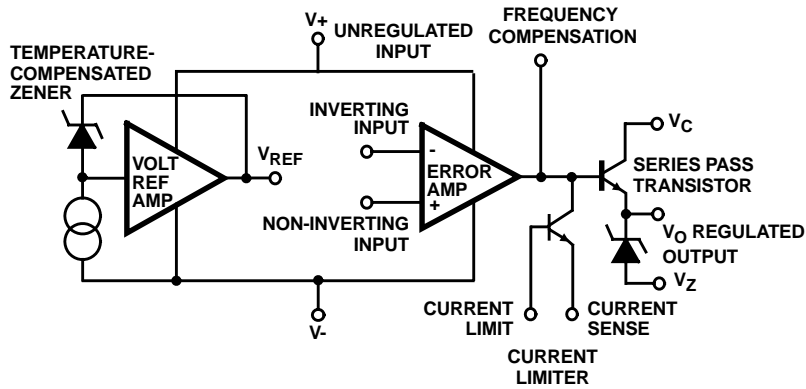 V+
UNREGULATED
INPUT
FREQUENCY
COMPENSATION
TEMPERATURE-
COMPENSATED
ZENER
INVERTING
INPUT
VC
VREF
VOLT
REF
AMP
-
ERROR
AMP
+
SERIES PASS
TRANSISTOR
NON-INVERTING
INPUT
VO REGULATED
OUTPUT
VZ
V-
CURRENT
LIMIT
CURRENT
SENSE
CURRENT
LIMITER